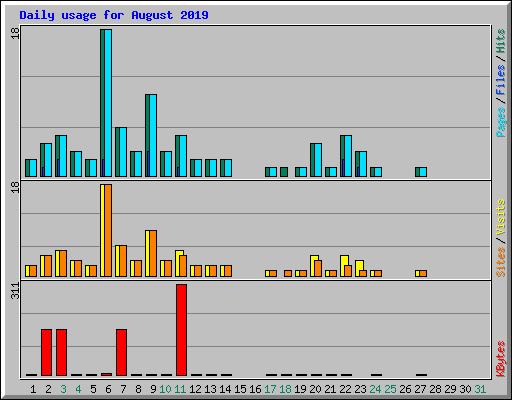 Daily usage for August 2019
18
Pages / Files / Hits
18
Sites / Visits
311
KBytes
1 2 3 4 5 6 7 8 9 10 11 12 13 14 15 16 17 18 19 20 21 22 23 24 25 26 27 28 29 30 31